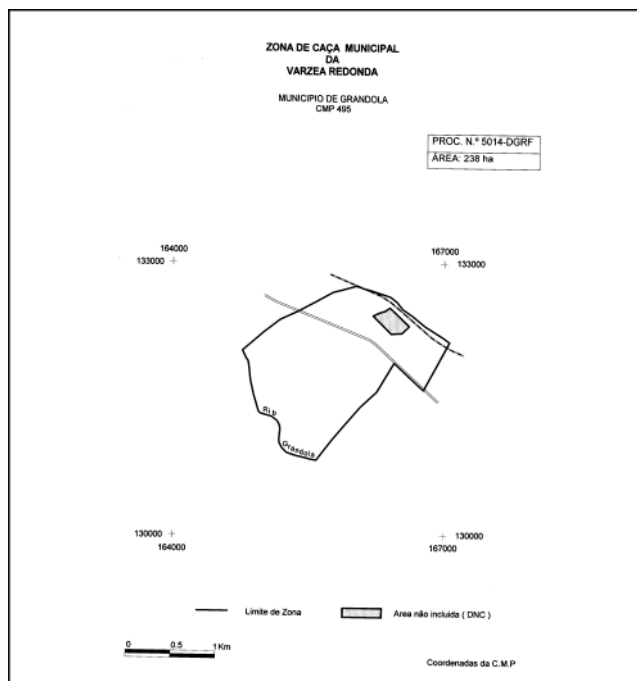 ZONA DE CAÇA MUNICIPAL
DA
VARZEA REDONDA
MUNICIPIO DE GRANDOLA
CMP 495
PROC. N.º 5014-DGRF
ÁREA: 238 ha
164000
133000
167000
133000
Rib
Grandola
130000
164000
130000
167000
Limite de Zona
Area não incluida ( DNC )
0 0.5 1Km
Coordenadas da C.M.P